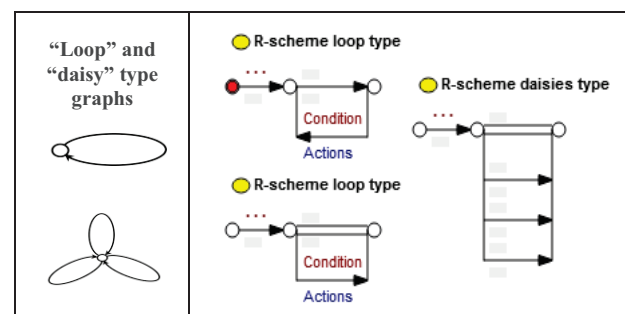 “Loop” and
“daisy” type
graphs
R-scheme loop type
...
Condition
Actions
R-scheme loop type
...
Condition
Actions
R-scheme daisies type
...